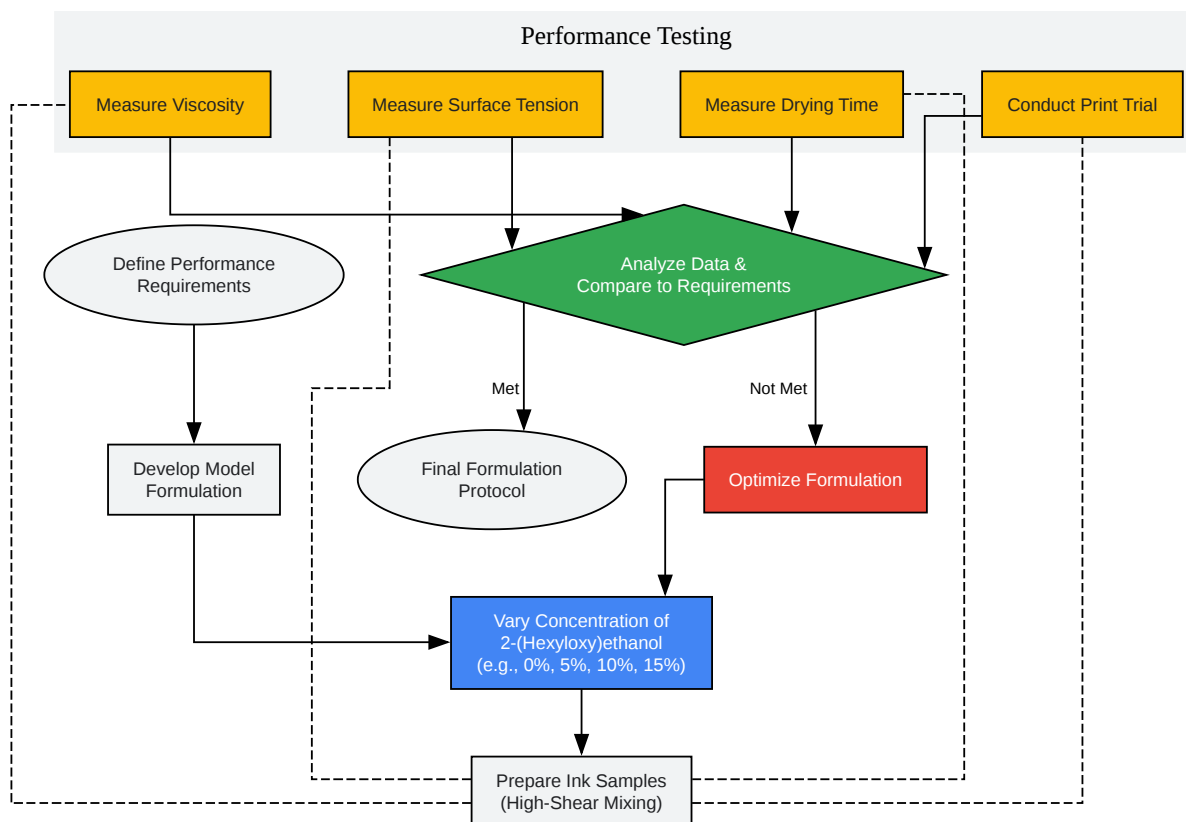 Performance Testing
Measure Viscosity
Measure Surface Tension
Measure Drying Time
Conduct Print Trial
Define Performance
Requirements
Analyze Data &
Compare to Requirements
Met
Not Met
Develop Model
Formulation
Final Formulation
Protocol
Optimize Formulation
Vary Concentration of
2-(Hexyloxy)ethanol
(e.g., 0%, 5%, 10%, 15%)
Prepare Ink Samples
(High-Shear Mixing)